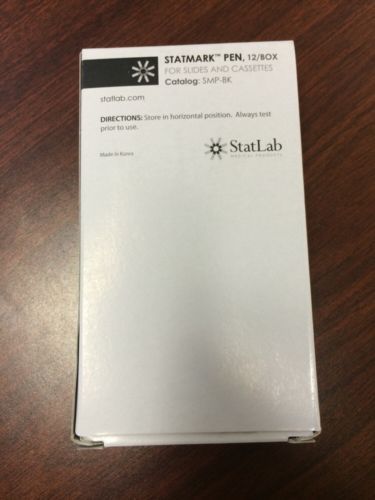 STATMARK™ PEN, 12/BOX
FOR SLIDES AND CASSETTES
Catalog: SMP-BK
statlab.com
DIRECTIONS: Store in horizontal position. Always test
prior to use.
Made in Korea
StatLab
MEDICAL PRODUCTS